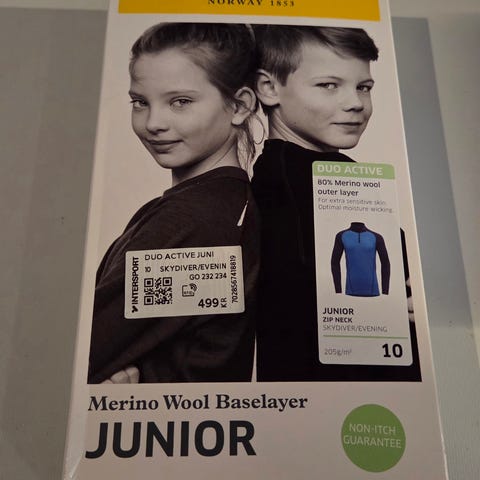 NORWAY 1853
DUO ACTIVE
80% Merino wool
outer layer
For extra sensitive skin.
Optimal moisture wicking.
JUNIOR
ZIP NECK
SKYDIVER/EVENING
205g/m²
10
INTERSPORT
DUO ACTIVE JUNI
10 SKYDIVER/EVENIN
GO 232 234
499 KR
7028567418819
Merino Wool Baselayer
JUNIOR
NON-ITCH
GUARANTEE